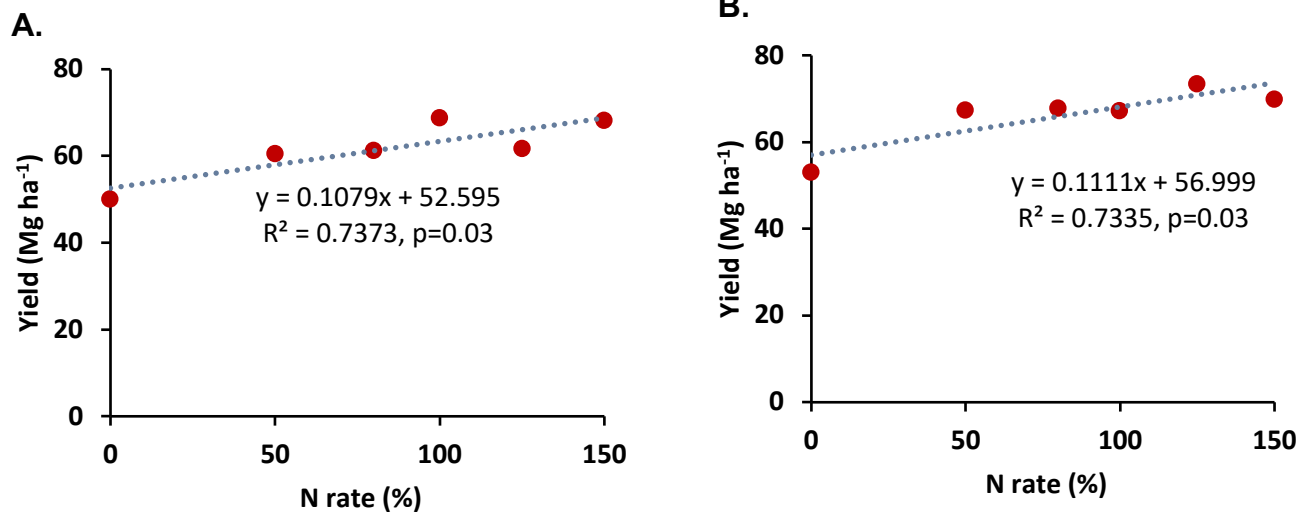 A.
80
60
40
20
0
0 50 100 150
Yield (Mg ha⁻¹)
N rate (%)
y = 0.1079x + 52.595
R² = 0.7373, p=0.03
B.
80
60
40
20
0
0 50 100 150
Yield (Mg ha⁻¹)
N rate (%)
y = 0.1111x + 56.999
R² = 0.7335, p=0.03